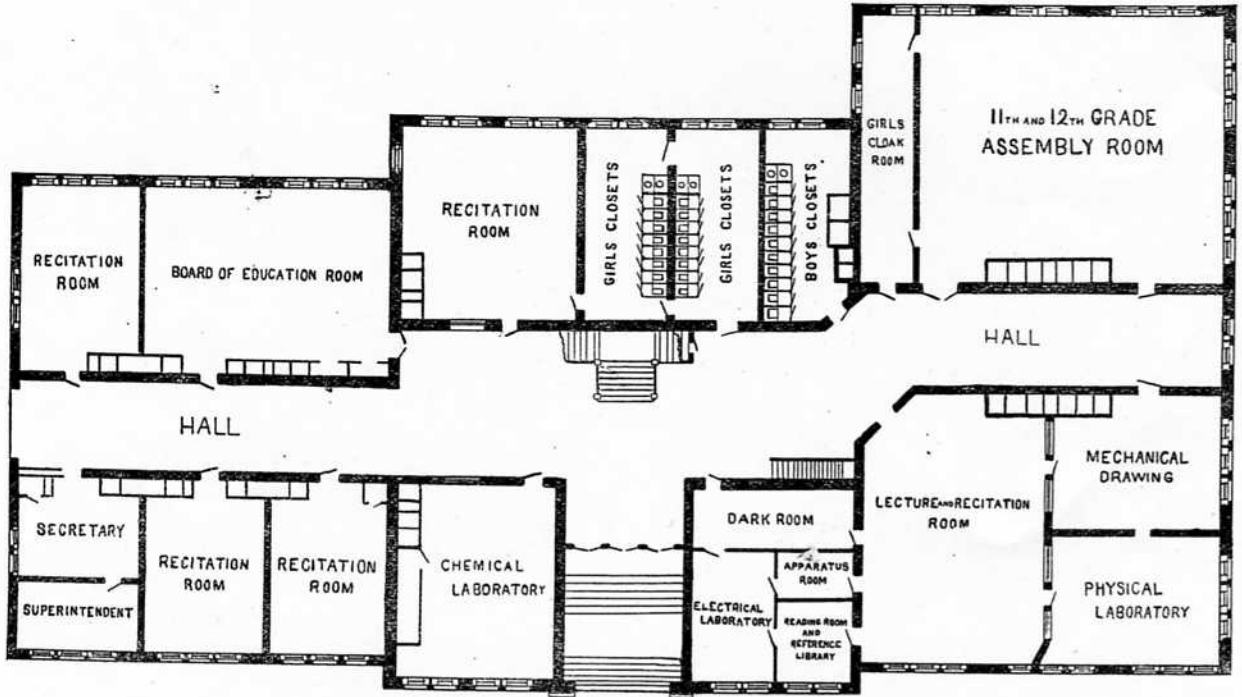 11TH AND 12TH GRADE
ASSEMBLY ROOM
GIRLS
CLOAK
ROOM
RECITATION
ROOM
GIRLS CLOSETS
GIRLS CLOSETS
BOYS CLOSETS
RECITATION
ROOM
BOARD OF EDUCATION ROOM
HALL
HALL
MECHANICAL
DRAWING
LECTURE AND RECITATION
ROOM
DARK ROOM
SECRETARY
RECITATION
ROOM
RECITATION
ROOM
CHEMICAL
LABORATORY
APPARATUS
ROOM
PHYSICAL
LABORATORY
SUPERINTENDENT
ELECTRICAL
LABORATORY
READING ROOM
AND
REFERENCE
LIBRARY